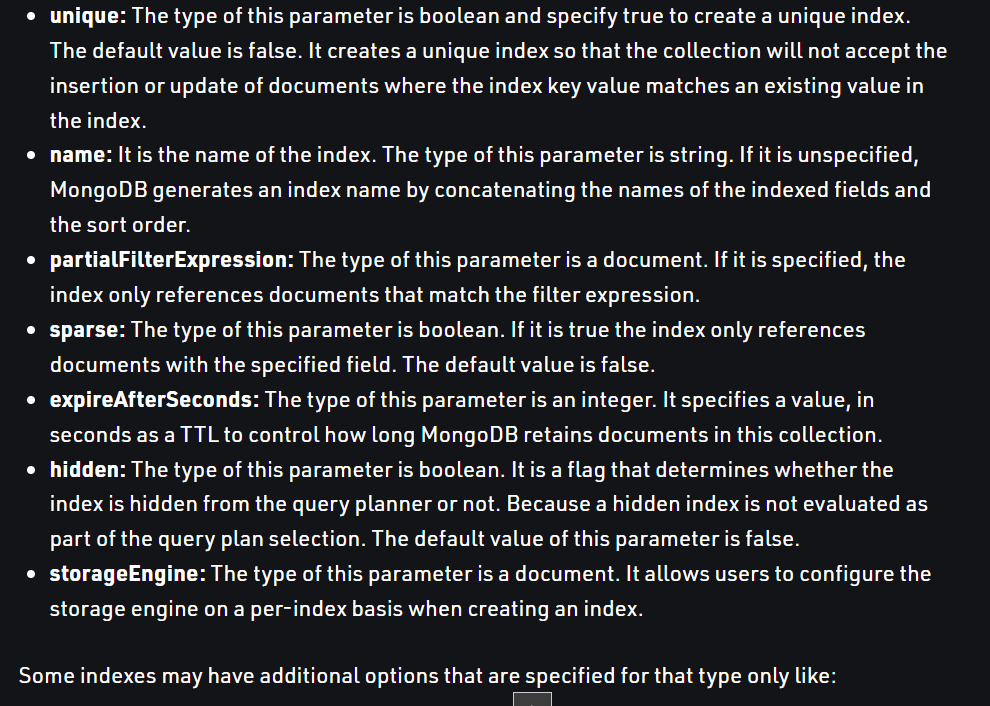 • unique: The type of this parameter is boolean and specify true to create a unique index.
The default value is false. It creates a unique index so that the collection will not accept the
insertion or update of documents where the index key value matches an existing value in
the index.
• name: It is the name of the index. The type of this parameter is string. If it is unspecified,
MongoDB generates an index name by concatenating the names of the indexed fields and
the sort order.
• partialFilterExpression: The type of this parameter is a document. If it is specified, the
index only references documents that match the filter expression.
• sparse: The type of this parameter is boolean. If it is true the index only references
documents with the specified field. The default value is false.
• expireAfterSeconds: The type of this parameter is an integer. It specifies a value, in
seconds as a TTL to control how long MongoDB retains documents in this collection.
• hidden: The type of this parameter is boolean. It is a flag that determines whether the
index is hidden from the query planner or not. Because a hidden index is not evaluated as
part of the query plan selection. The default value of this parameter is false.
• storageEngine: The type of this parameter is a document. It allows users to configure the
storage engine on a per-index basis when creating an index.
Some indexes may have additional options that are specified for that type only like: